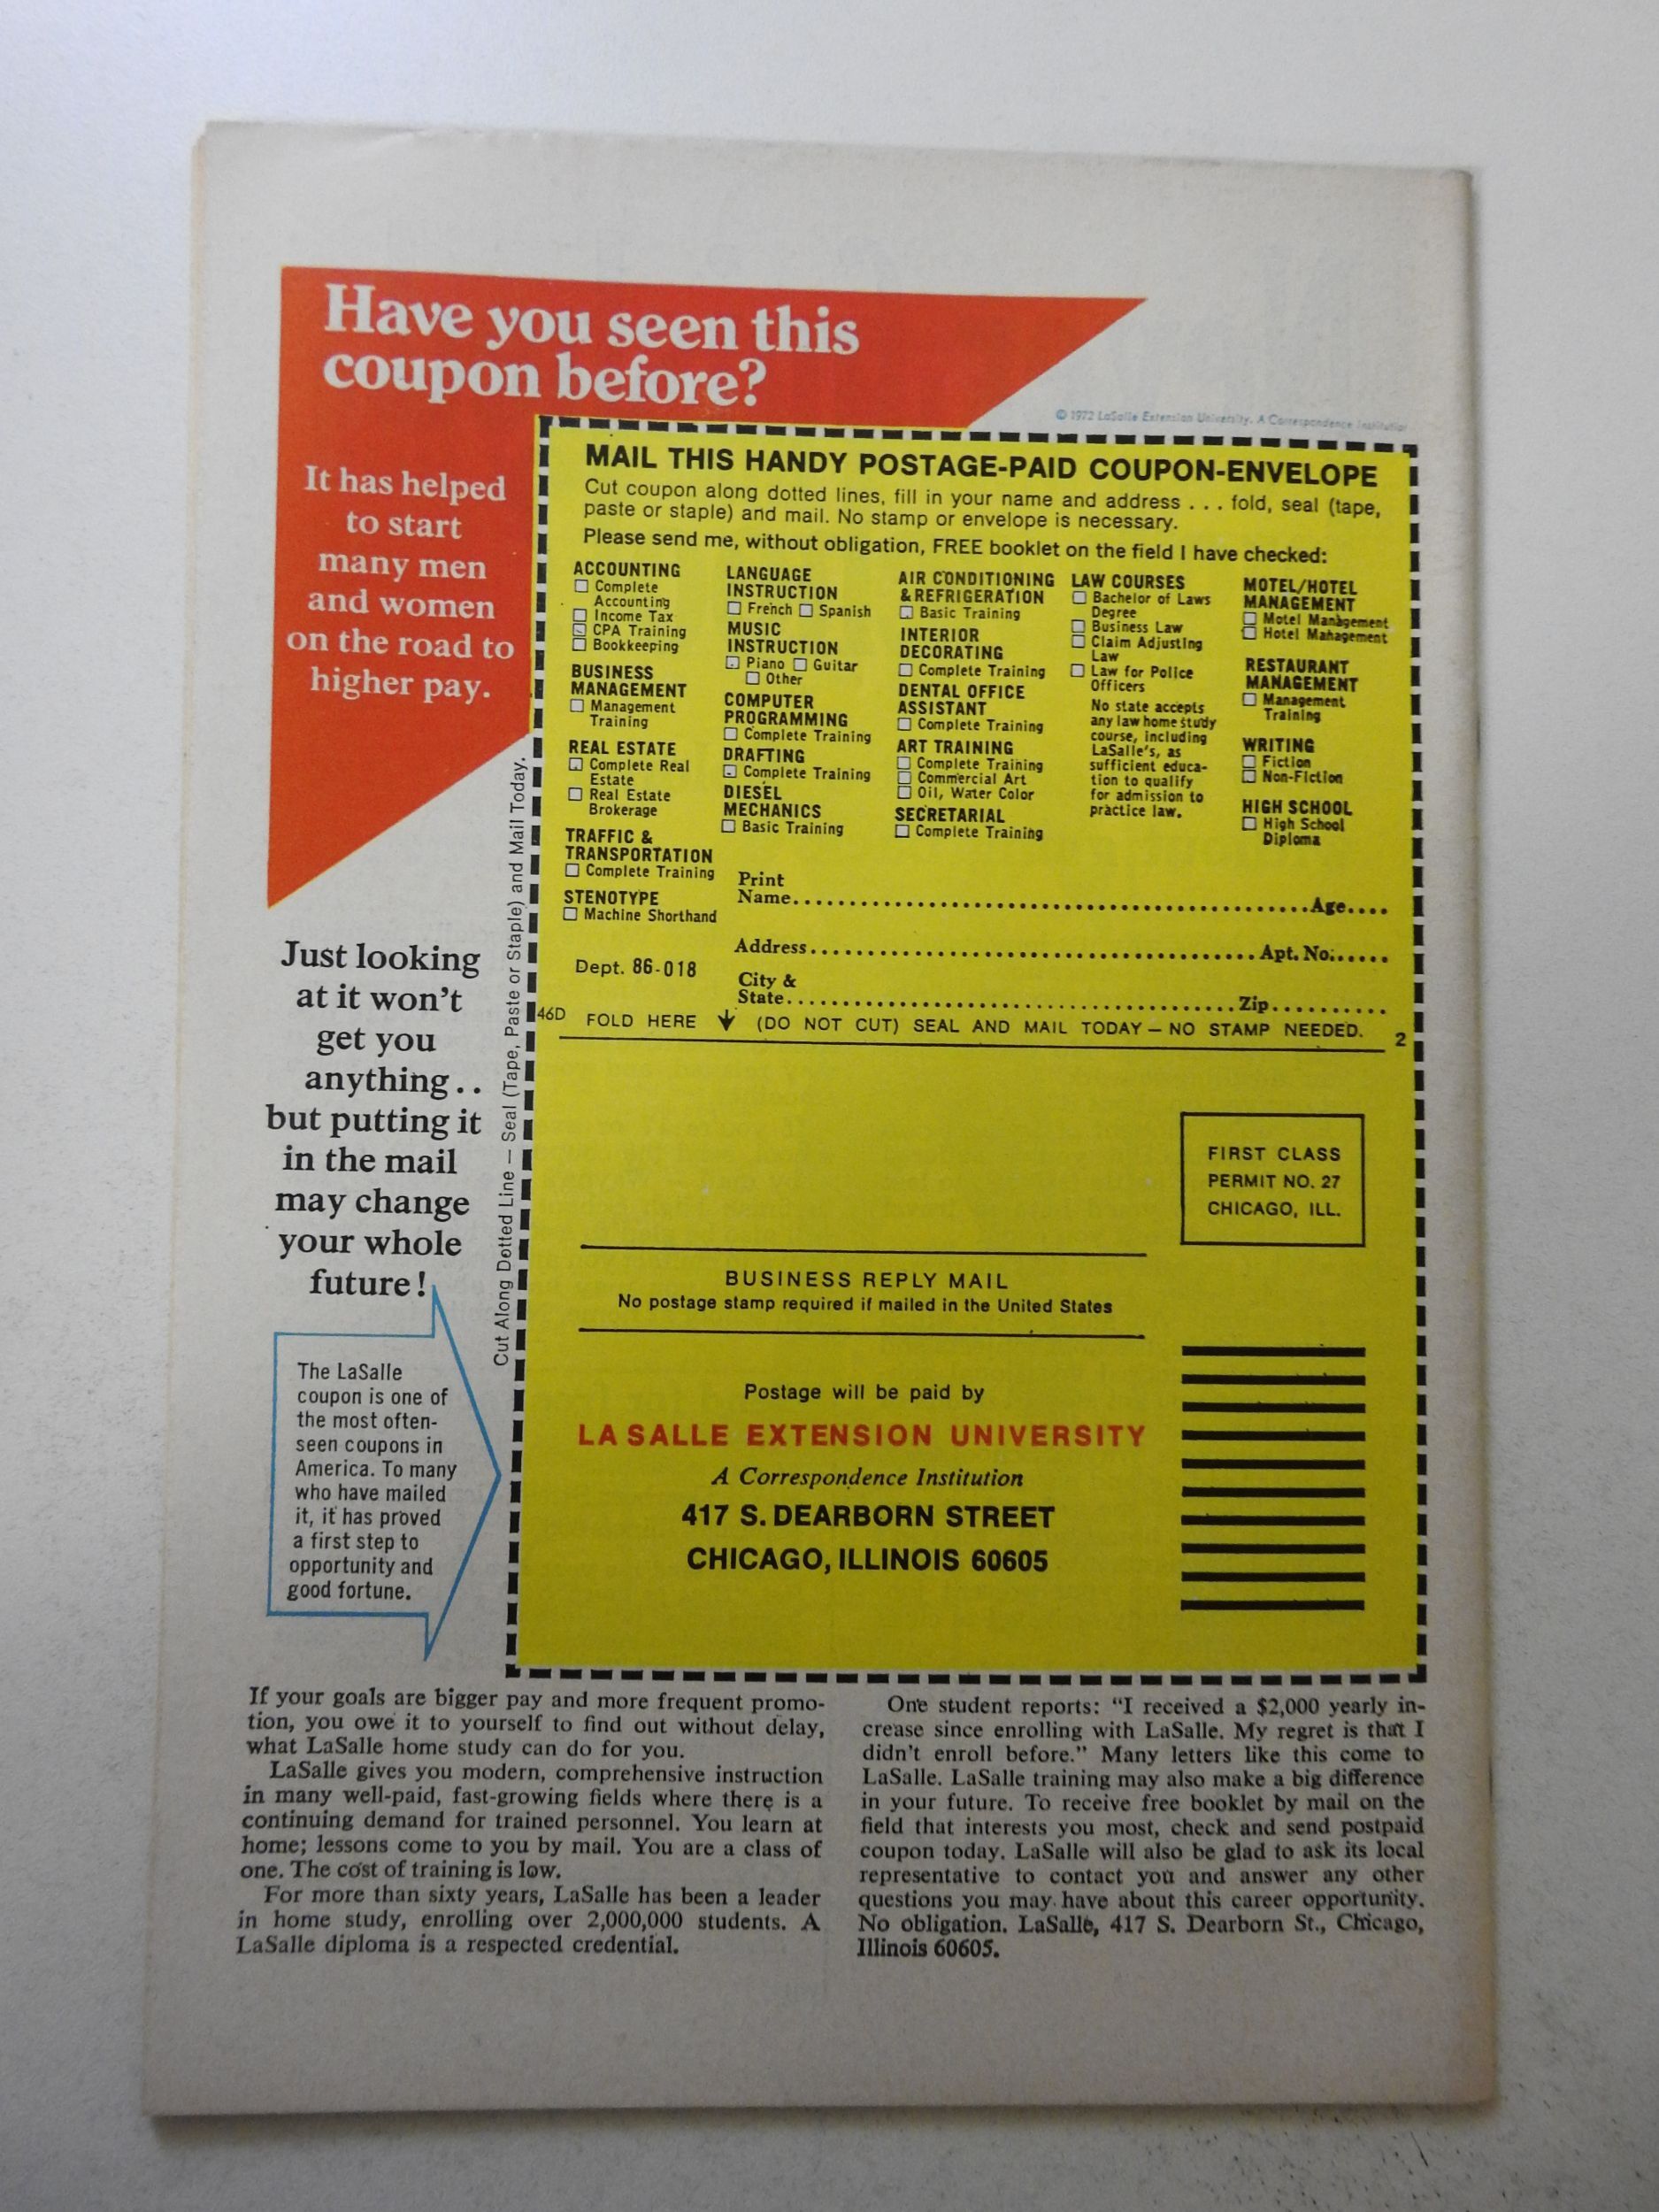 Have you seen this
coupon before?
© 1972 LaSalle Extension University. A Correspondence Institution
It has helped
to start
many men
and women
on the road to
higher pay.
Just looking
at it won't
get you
anything..
but putting it
in the mail
may change
your whole
future!
The LaSalle
coupon is one of
the most often-
seen coupons in
America. To many
who have mailed
it, it has proved
a first step to
opportunity and
good fortune.
Cut Along Dotted Line — Seal (Tape, Paste or Staple) and Mail Today.
MAIL THIS HANDY POSTAGE-PAID COUPON-ENVELOPE
Cut coupon along dotted lines, fill in your name and address . . . fold, seal (tape,
paste or staple) and mail. No stamp or envelope is necessary.
Please send me, without obligation, FREE booklet on the field I have checked:
ACCOUNTING
Complete
Accounting
Income Tax
CPA Training
Bookkeeping
BUSINESS
MANAGEMENT
Management
Training
REAL ESTATE
Complete Real
Estate
Real Estate
Brokerage
TRAFFIC &
TRANSPORTATION
Complete Training
STENOTYPE
Machine Shorthand
LANGUAGE
INSTRUCTION
French Spanish
MUSIC
INSTRUCTION
Piano Guitar
Other
COMPUTER
PROGRAMMING
Complete Training
DRAFTING
Complete Training
DIESEL
MECHANICS
Basic Training
AIR CONDITIONING
& REFRIGERATION
Basic Training
INTERIOR
DECORATING
Complete Training
DENTAL OFFICE
ASSISTANT
Complete Training
ART TRAINING
Complete Training
Commercial Art
Oil, Water Color
SECRETARIAL
Complete Training
LAW COURSES
Bachelor of Laws
Degree
Business Law
Claim Adjusting
Law
Law for Police
Officers
No state accepts
any law home study
course, including
LaSalle's, as
sufficient educa-
tion to qualify
for admission to
practice law.
MOTEL/HOTEL
MANAGEMENT
Motel Management
Hotel Management
RESTAURANT
MANAGEMENT
Management
Training
WRITING
Fiction
Non-Fiction
HIGH SCHOOL
High School
Diploma
Print
Name Age
Address Apt. No.
Dept. 86-018
City &
State Zip
46D FOLD HERE (DO NOT CUT) SEAL AND MAIL TODAY — NO STAMP NEEDED. 2
FIRST CLASS
PERMIT NO. 27
CHICAGO, ILL.
BUSINESS REPLY MAIL
No postage stamp required if mailed in the United States
Postage will be paid by
LA SALLE EXTENSION UNIVERSITY
A Correspondence Institution
417 S. DEARBORN STREET
CHICAGO, ILLINOIS 60605
If your goals are bigger pay and more frequent promo-
tion, you owe it to yourself to find out without delay,
what LaSalle home study can do for you.
LaSalle gives you modern, comprehensive instruction
in many well-paid, fast-growing fields where there is a
continuing demand for trained personnel. You learn at
home; lessons come to you by mail. You are a class of
one. The cost of training is low.
For more than sixty years, LaSalle has been a leader
in home study, enrolling over 2,000,000 students. A
LaSalle diploma is a respected credential.
One student reports: "I received a $2,000 yearly in-
crease since enrolling with LaSalle. My regret is that I
didn't enroll before." Many letters like this come to
LaSalle. LaSalle training may also make a big difference
in your future. To receive free booklet by mail on the
field that interests you most, check and send postpaid
coupon today. LaSalle will also be glad to ask its local
representative to contact you and answer any other
questions you may have about this career opportunity.
No obligation. LaSalle, 417 S. Dearborn St., Chicago,
Illinois 60605.